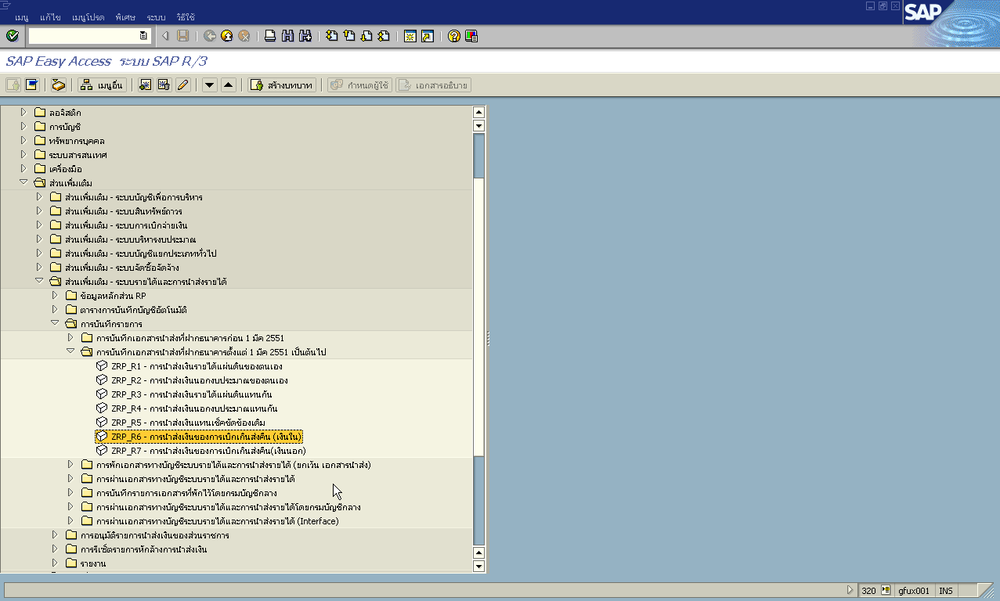 เมนู แก้ไข เมนูโปรด พิเศษ ระบบ วิธีใช้
SAP
SAP Easy Access ระบบ SAP R/3
เมนูอื่น สร้างบทบาท กำหนดผู้ใช้ เอกสารอธิบาย
ลอจิสติก
การบัญชี
ทรัพยากรบุคคล
ระบบสารสนเทศ
เครื่องมือ
ส่วนเพิ่มเติม
ส่วนเพิ่มเติม - ระบบบัญชีเพื่อการบริหาร
ส่วนเพิ่มเติม - ระบบสินทรัพย์ถาวร
ส่วนเพิ่มเติม - ระบบการเบิกจ่ายเงิน
ส่วนเพิ่มเติม - ระบบบริหารงบประมาณ
ส่วนเพิ่มเติม - ระบบบัญชีแยกประเภททั่วไป
ส่วนเพิ่มเติม - ระบบจัดซื้อจัดจ้าง
ส่วนเพิ่มเติม - ระบบรายได้และการนำส่งรายได้
ข้อมูลหลักส่วน RP
ตารางการบันทึกบัญชีอัตโนมัติ
การบันทึกรายการ
การบันทึกเอกสารนำส่งที่ฝากธนาคารก่อน 1 มีค 2551
การบันทึกเอกสารนำส่งที่ฝากธนาคารตั้งแต่ 1 มีค 2551 เป็นต้นไป
ZRP_R1 - การนำส่งเงินรายได้แผ่นดินของตนเอง
ZRP_R2 - การนำส่งเงินนอกงบประมาณของตนเอง
ZRP_R3 - การนำส่งเงินรายได้แผ่นดินแทนกัน
ZRP_R4 - การนำส่งเงินนอกงบประมาณแทนกัน
ZRP_R5 - การนำส่งเงินแทนเช็คขัดข้องเดิม
ZRP_R6 - การนำส่งเงินของการเบิกเกินส่งคืน (เงินใน)
ZRP_R7 - การนำส่งเงินของการเบิกเกินส่งคืน(เงินนอก)
การพักเอกสารทางบัญชีระบบรายได้และการนำส่งรายได้ (ยกเว้น เอกสารนำส่ง)
การผ่านเอกสารทางบัญชีระบบรายได้และการนำส่งรายได้
การบันทึกรายการเอกสารที่พักไว้โดยกรมบัญชีกลาง
การผ่านเอกสารทางบัญชีระบบรายได้และการนำส่งรายได้โดยกรมบัญชีกลาง
การผ่านเอกสารทางบัญชีระบบรายได้และการนำส่งรายได้ (Interface)
การอนุมัติรายการนำส่งเงินของส่วนราชการ
การรีเซ็ตรายการหักล้างการนำส่งเงิน
รายงาน
320 gfux001 INS